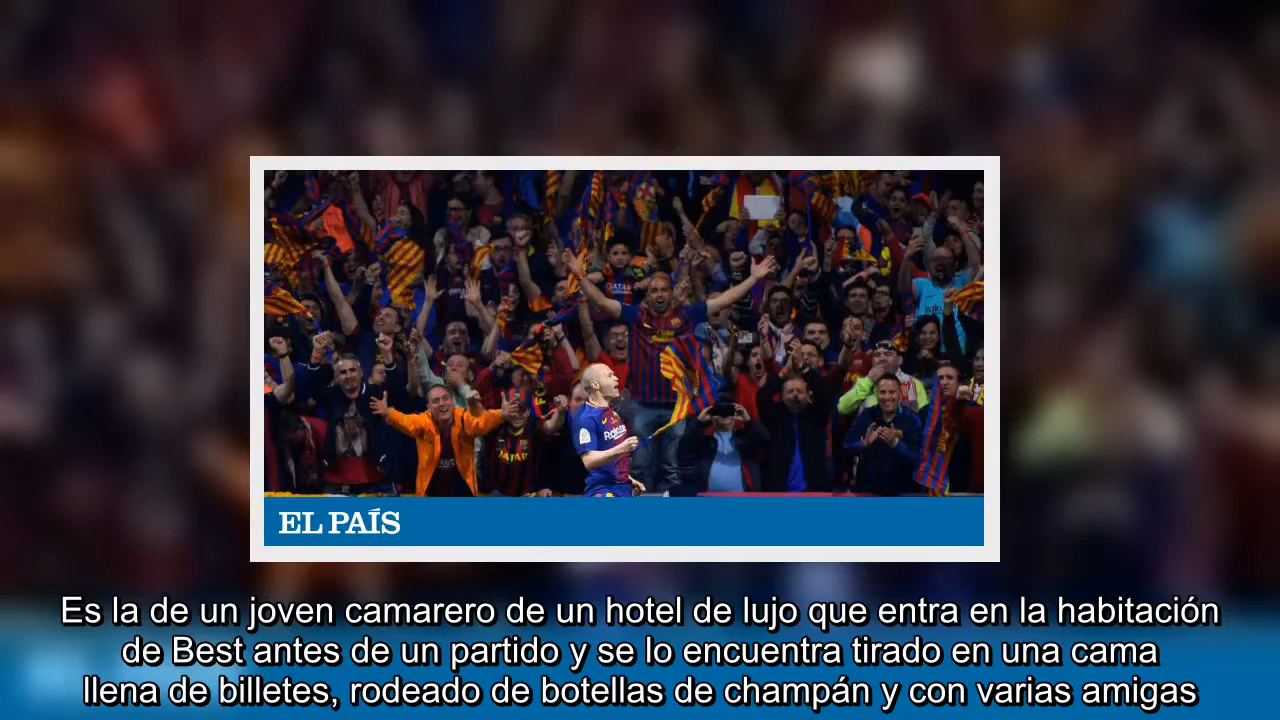 EL PAÍS
Es la de un joven camarero de un hotel de lujo que entra en la habitación
de Best antes de un partido y se lo encuentra tirado en una cama
llena de billetes, rodeado de botellas de champán y con varias amigas